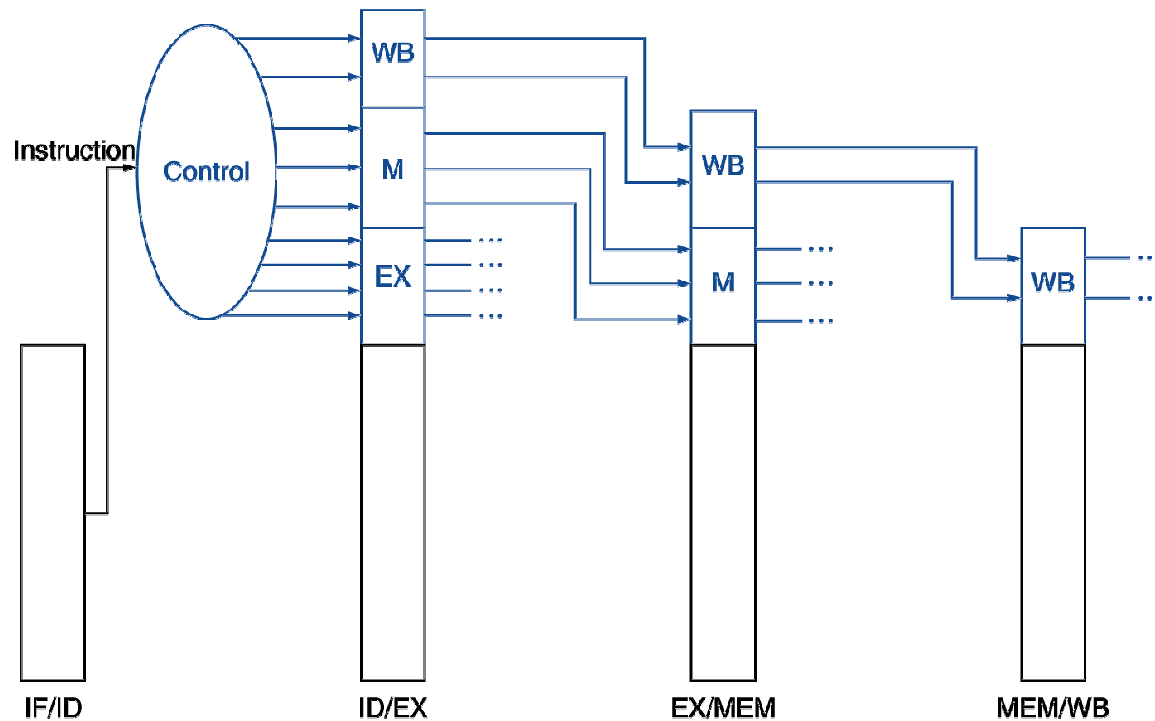 WB
Instruction
Control
M
WB
EX
...
...
...
...
M
...
...
...
WB
..
..
IF/ID
ID/EX
EX/MEM
MEM/WB